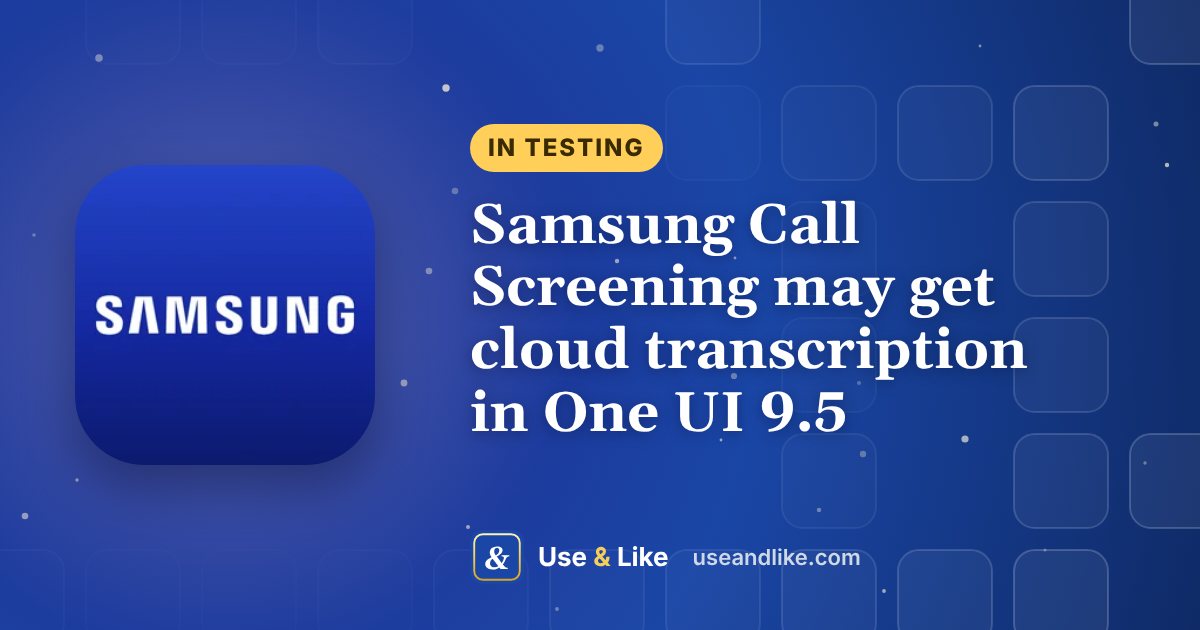 SAMSUNG
IN TESTING
Samsung Call
Screening may get
cloud transcription
in One UI 9.5
& Use & Like useandlike.com